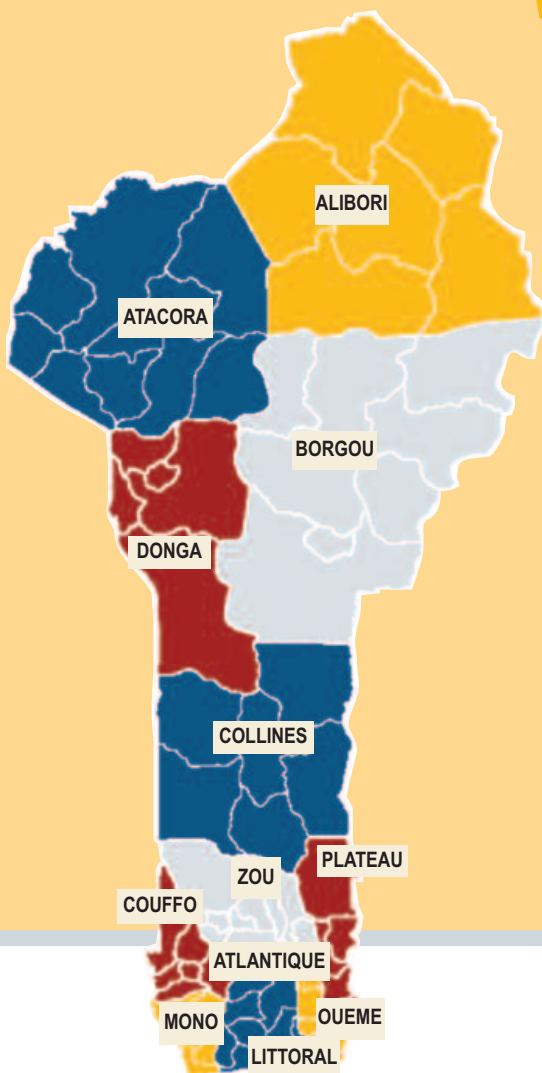 ALIBORI
ATACORA
BORGOU
DONGA
COLLINES
PLATEAU
ZOU
COUFFO
ATLANTIQUE
MONO
OUEME
LITTORAL